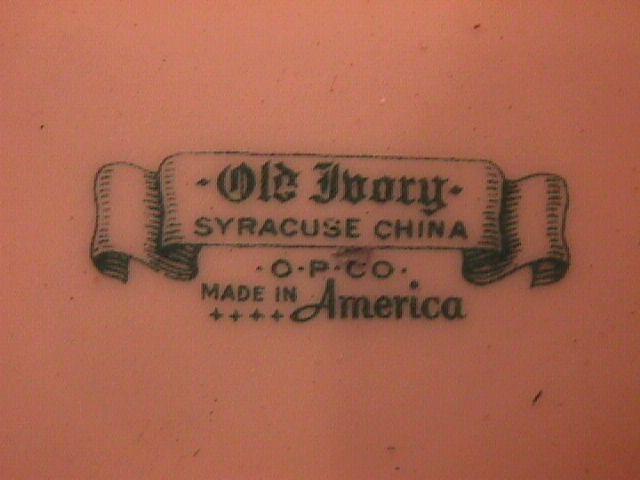 ·Old Ivory·
SYRACUSE CHINA
·O·P·CO·
MADE IN America
++++